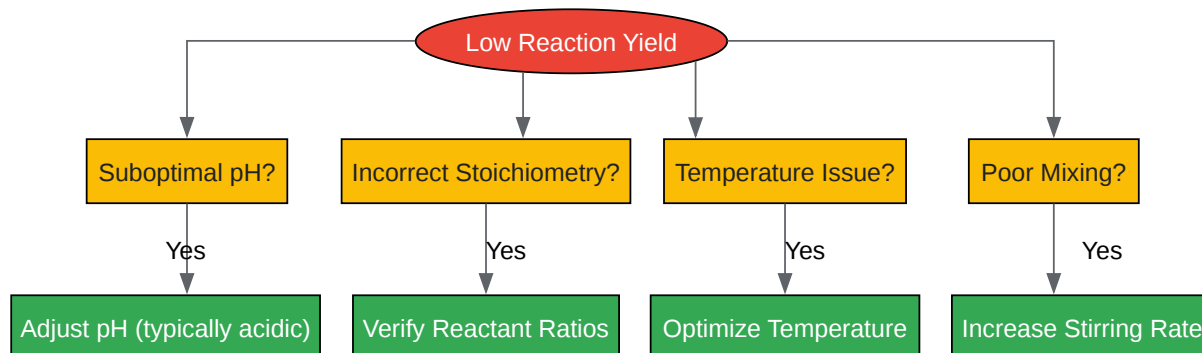 Low Reaction Yield
Suboptimal pH?
Incorrect Stoichiometry?
Temperature Issue?
Poor Mixing?
Yes
Yes
Yes
Yes
Adjust pH (typically acidic)
Verify Reactant Ratios
Optimize Temperature
Increase Stirring Rate